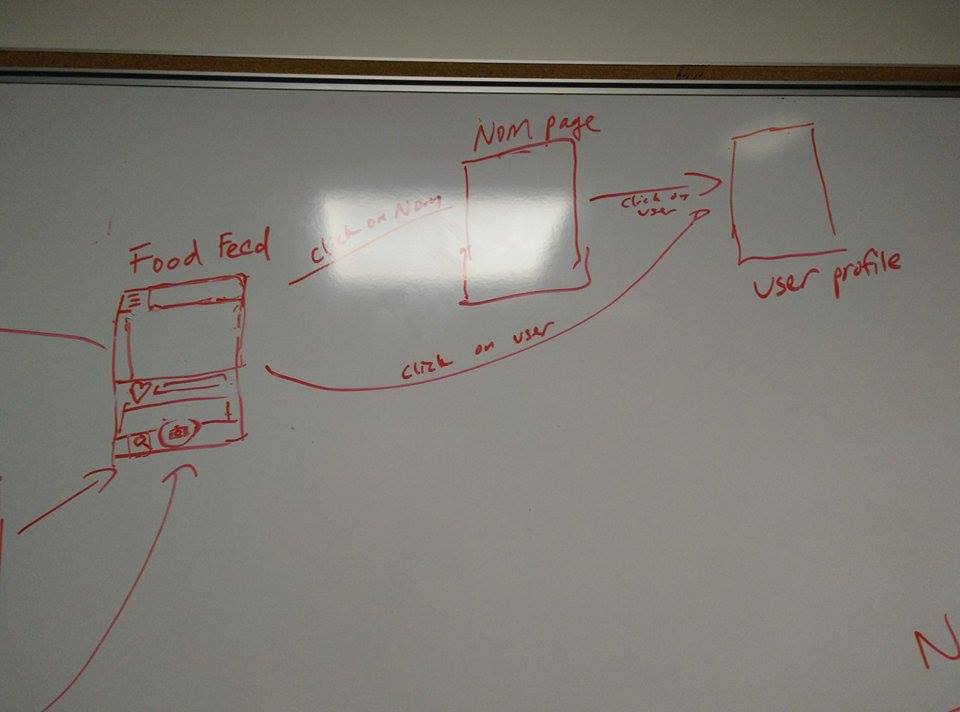 Nom page
Food Feed
click on Nom
click on
user
click on user
user profile
N